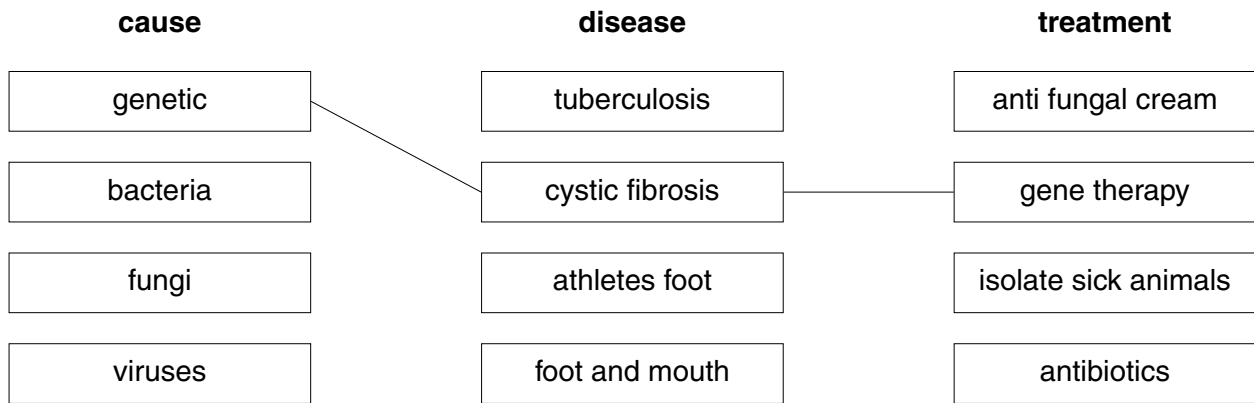 cause disease treatment
genetic tuberculosis anti fungal cream
bacteria cystic fibrosis gene therapy
fungi athletes foot isolate sick animals
viruses foot and mouth antibiotics